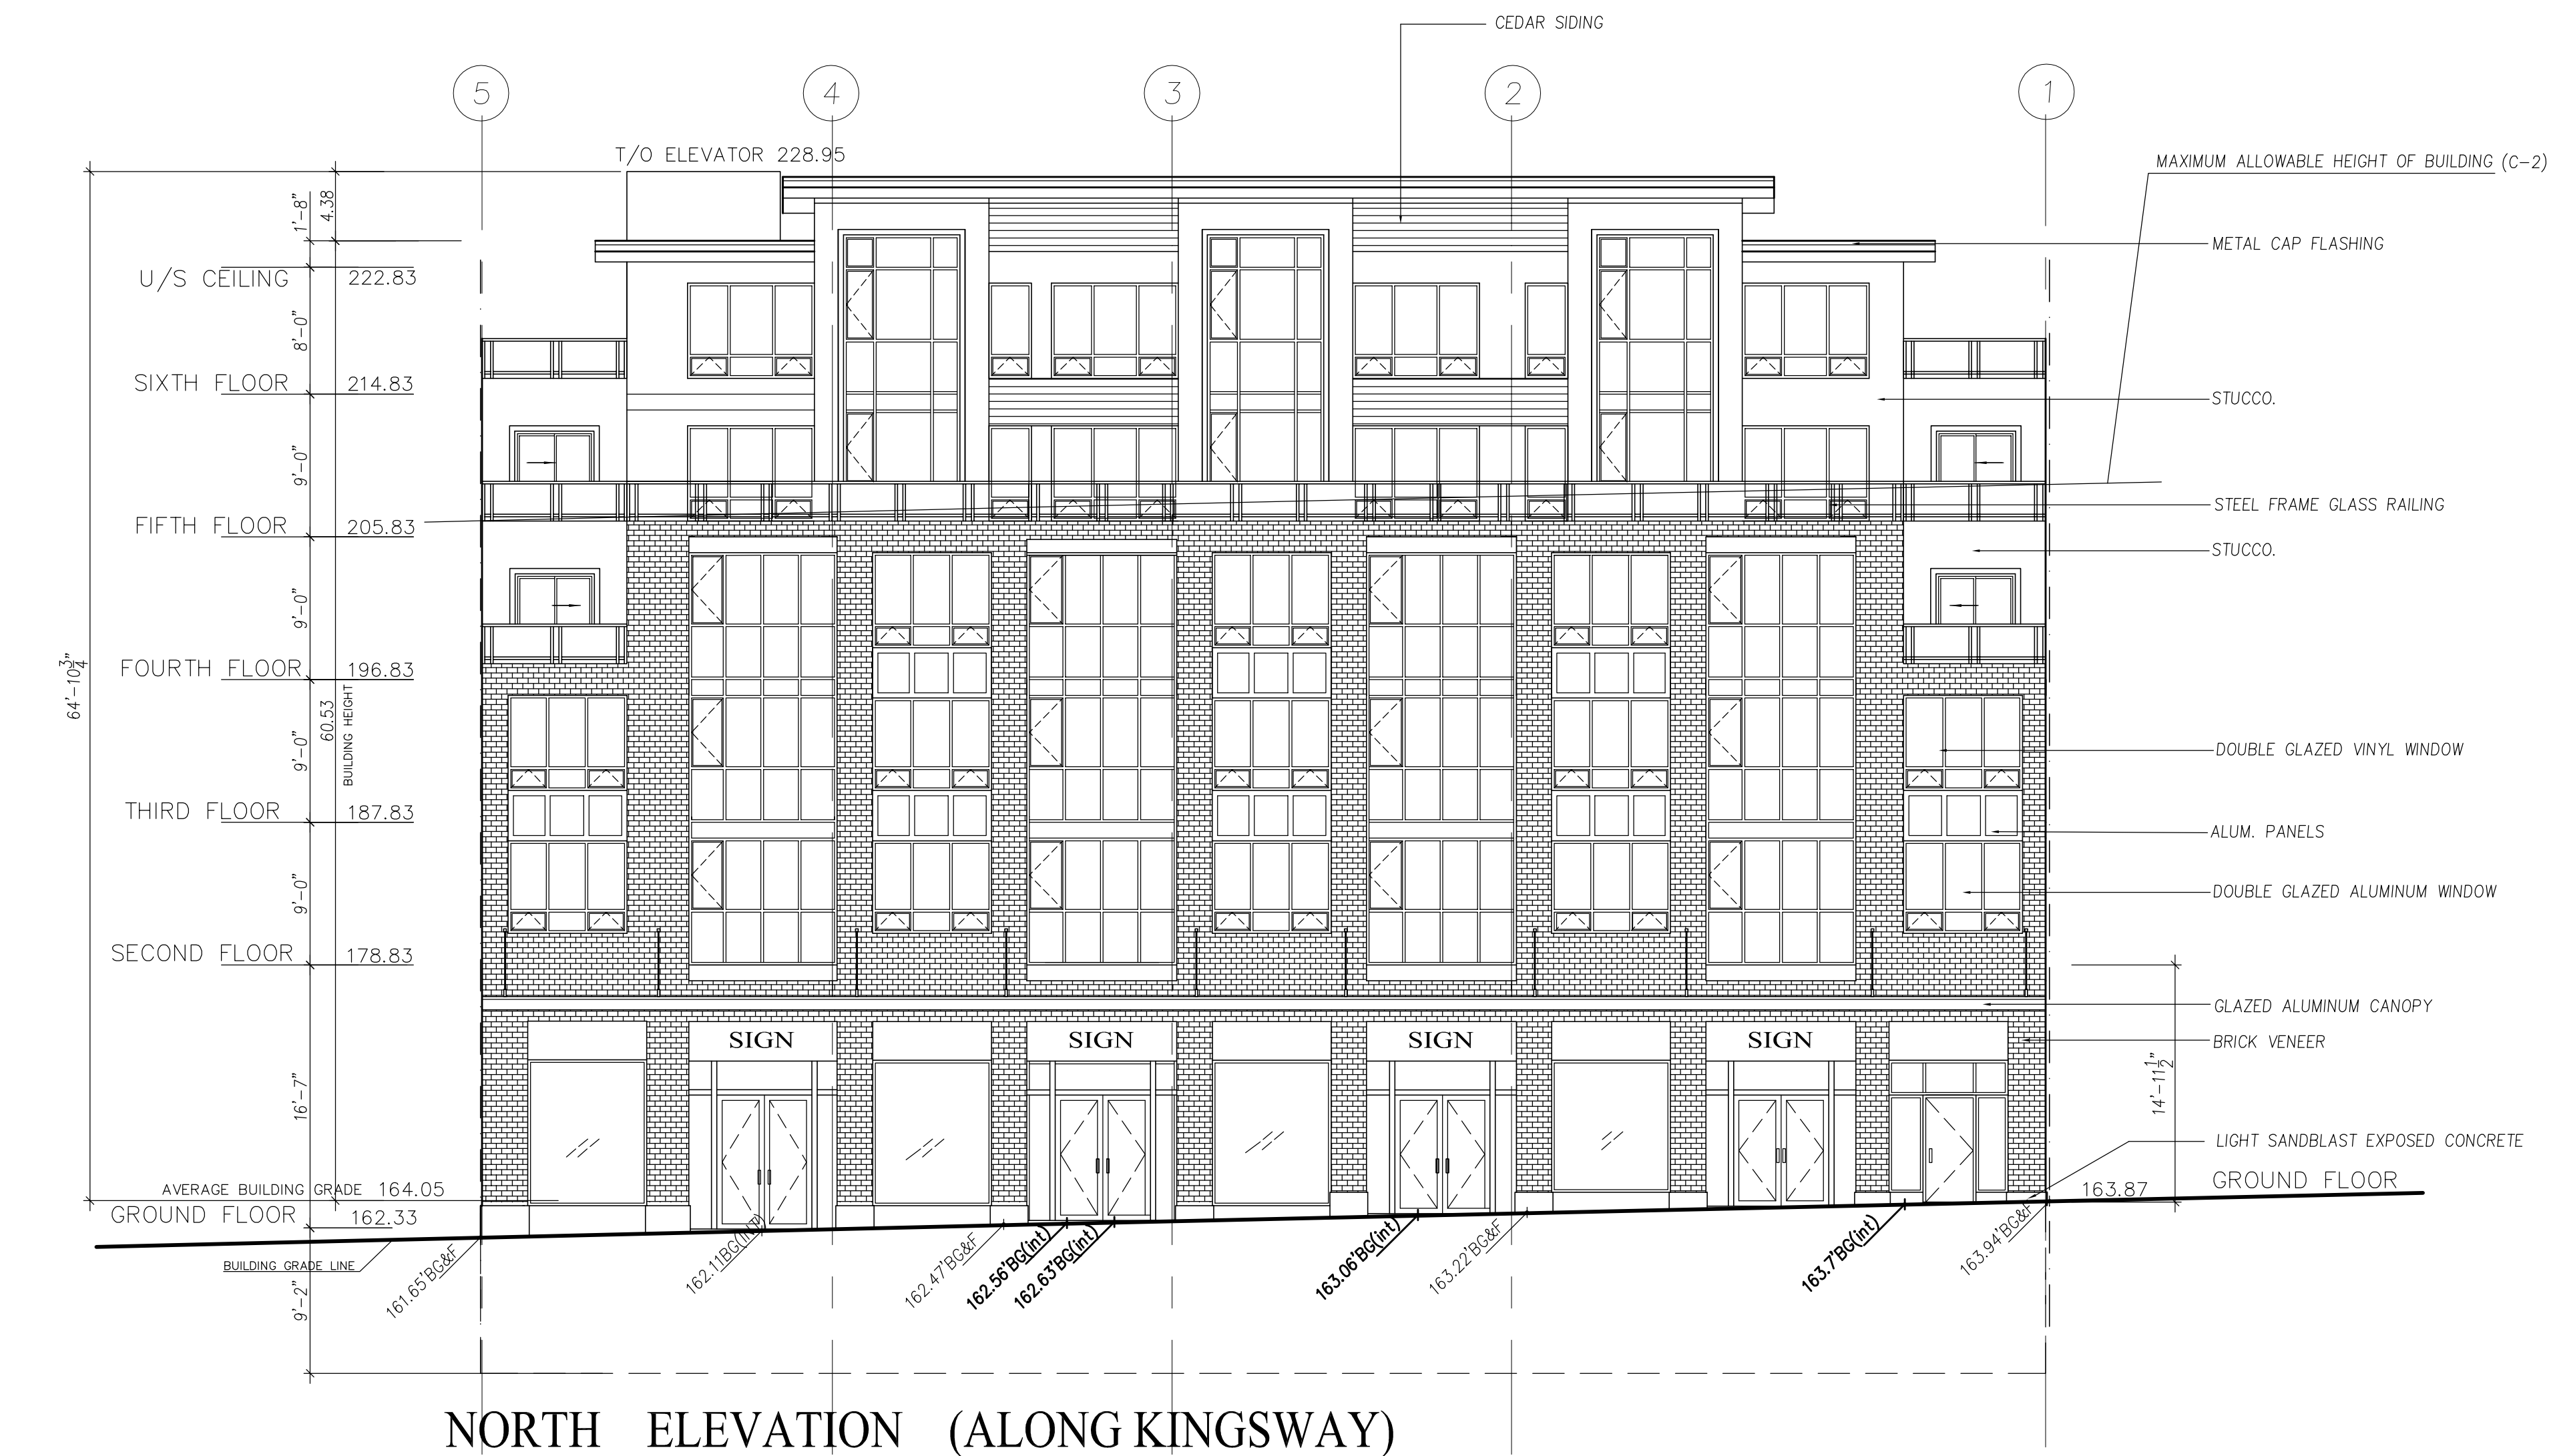 CEDAR SIDING
5
4
3
2
1
T/O ELEVATOR 228.95
MAXIMUM ALLOWABLE HEIGHT OF BUILDING (C-2)
1'-8"
4.38
METAL CAP FLASHING
U/S CEILING 222.83
8'-0"
SIXTH FLOOR 214.83
STUCCO.
9'-0"
STEEL FRAME GLASS RAILING
FIFTH FLOOR 205.83
STUCCO.
9'-0"
64'-10 3/4"
FOURTH FLOOR 196.83
9'-0"
60.53
BUILDING HEIGHT
DOUBLE GLAZED VINYL WINDOW
THIRD FLOOR 187.83
ALUM. PANELS
9'-0"
DOUBLE GLAZED ALUMINUM WINDOW
SECOND FLOOR 178.83
GLAZED ALUMINUM CANOPY
SIGN
SIGN
SIGN
SIGN
BRICK VENEER
16'-7"
14'-11 1/2"
LIGHT SANDBLAST EXPOSED CONCRETE
AVERAGE BUILDING GRADE 164.05
163.87 GROUND FLOOR
GROUND FLOOR 162.33
BUILDING GRADE LINE
9'-2"
161.65'BG&F
162.11BG(INT)
162.47'BG&F
162.56'BG(int)
162.63'BG(int)
163.06'BG(int)
163.22'BG&F
163.7'BG(int)
163.94'BG&F
NORTH ELEVATION (ALONG KINGSWAY)